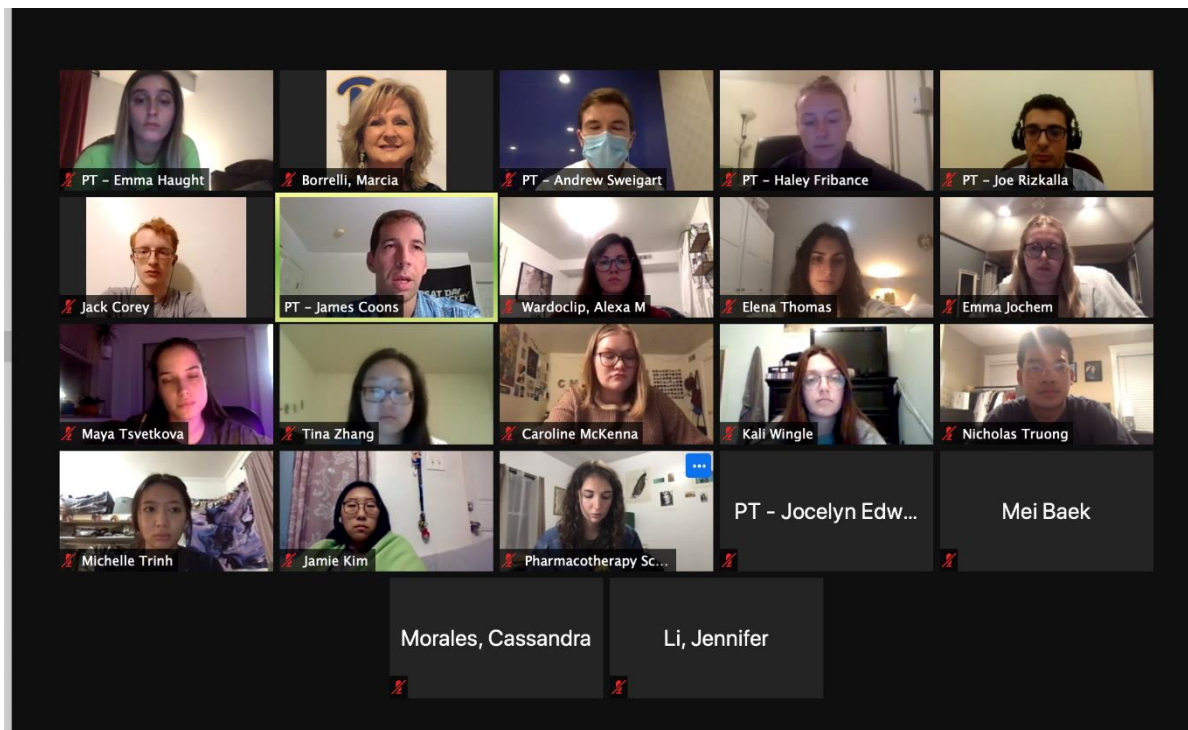 PT - Emma Haught
Borrelli, Marcia
PT - Andrew Sweigart
PT - Haley Fribance
PT - Joe Rizkalla
Jack Corey
PT - James Coons
Wardoclip, Alexa M
Elena Thomas
Emma Jochem
Maya Tsvetkova
Tina Zhang
Caroline McKenna
Kali Wingle
Nicholas Truong
Michelle Trinh
Jamie Kim
Pharmacotherapy Sc...
PT - Jocelyn Edw...
Mei Baek
Morales, Cassandra
Li, Jennifer